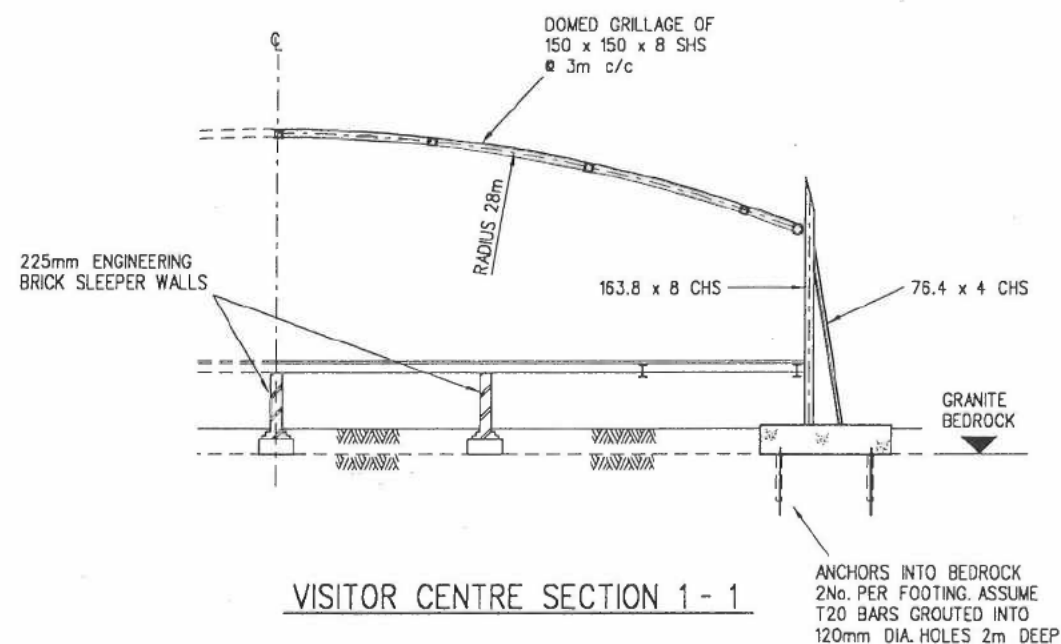 ℄
DOMED GRILLAGE OF
150 x 150 x 8 SHS
@ 3m c/c
RADIUS 28m
225mm ENGINEERING
BRICK SLEEPER WALLS
163.8 x 8 CHS
76.4 x 4 CHS
GRANITE
BEDROCK
VISITOR CENTRE SECTION 1 - 1
ANCHORS INTO BEDROCK
2No. PER FOOTING. ASSUME
T20 BARS GROUTED INTO
120mm DIA. HOLES 2m DEEP